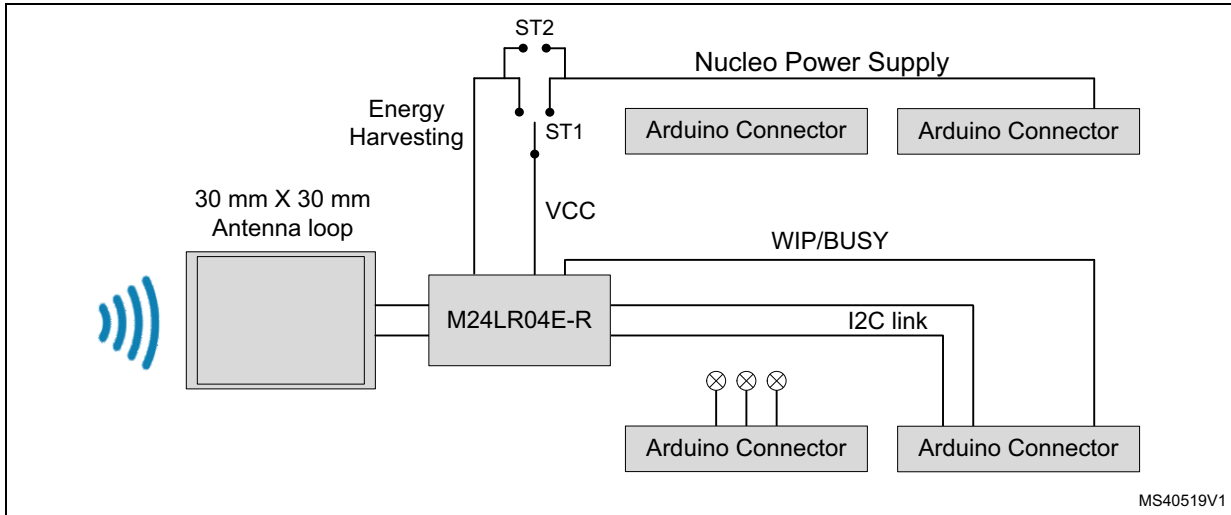 ST2
Nucleo Power Supply
Energy
Harvesting
ST1
Arduino Connector
Arduino Connector
30 mm X 30 mm
Antenna loop
VCC
WIP/BUSY
M24LR04E-R
I2C link
Arduino Connector
Arduino Connector
MS40519V1